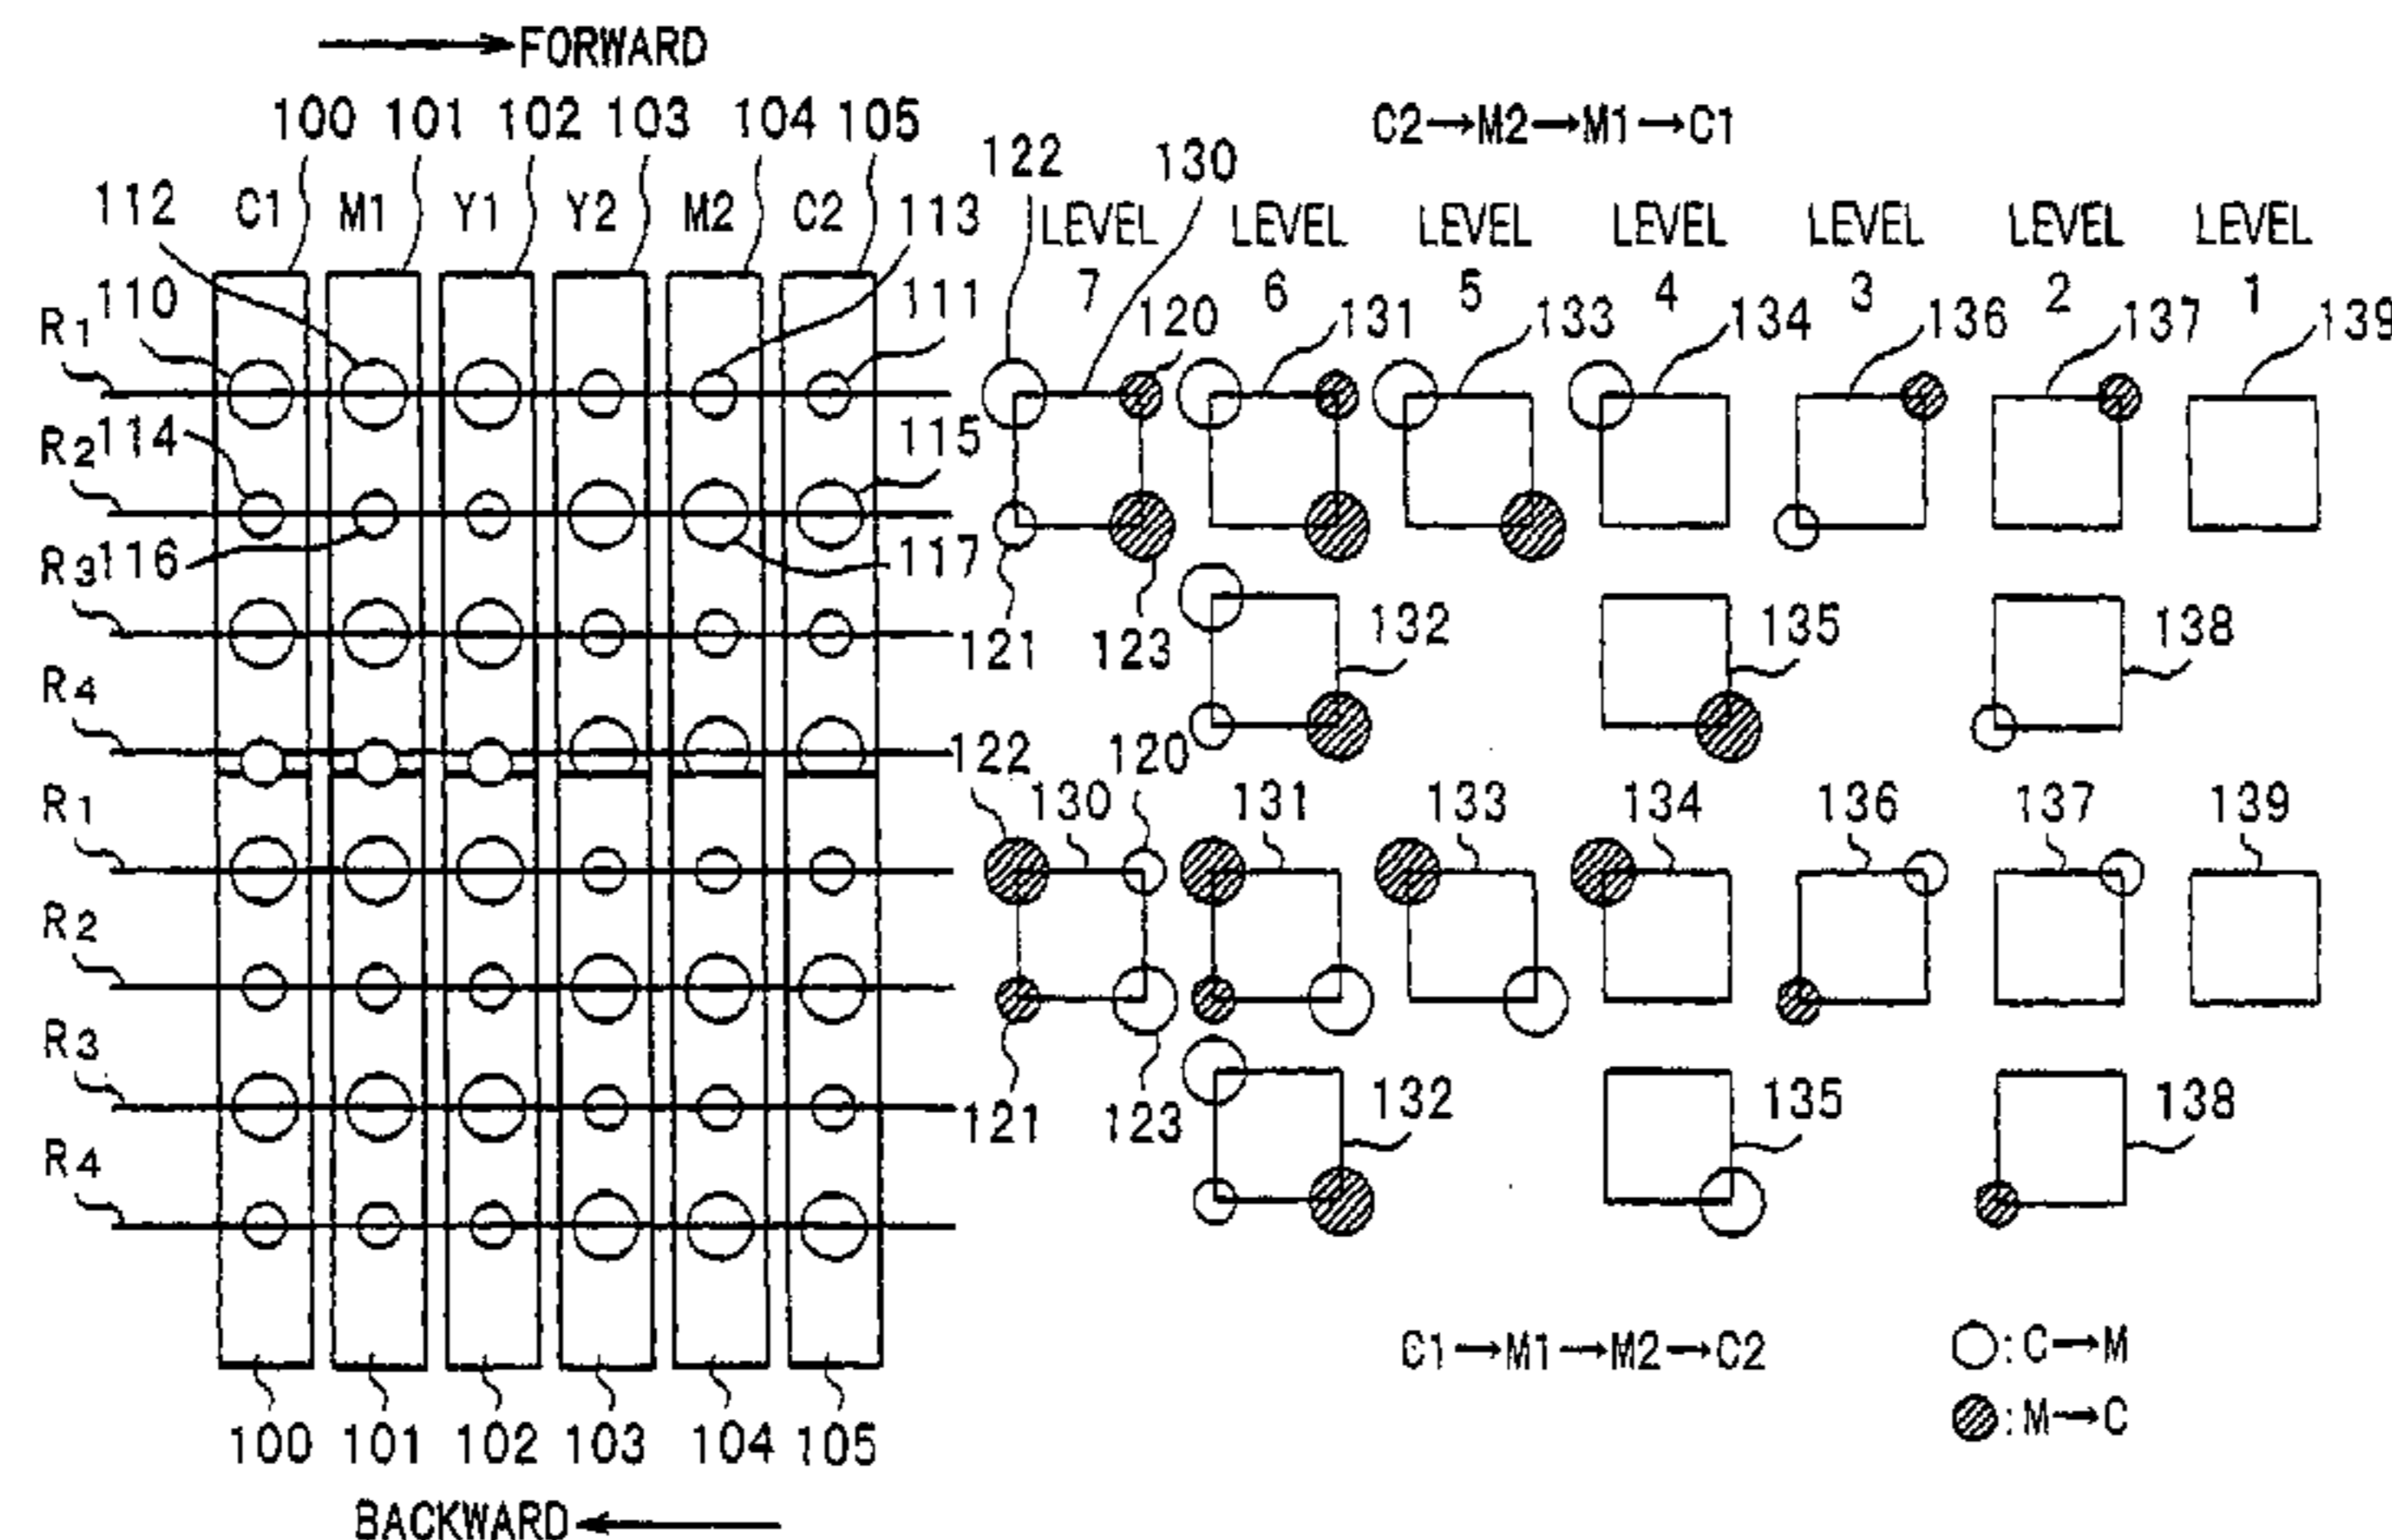 FORWARD
100 101 102 103 104 105
C2→M2→M1→C1
122 130
112 C1 M1 Y1 Y2 M2 C2 113
LEVEL LEVEL LEVEL LEVEL LEVEL LEVEL LEVEL
7 6 5 4 3 2 1
R1 110 111 120 131 133 134 136 137 139
R2 114 115
R3 116 117
121 123 132 135 138
R4
122 120
R1 130 131 133 134 136 137 139
R2
R3
121 123 132 135 138
R4
C1→M1→M2→C2
○:C→M
:M→C
100 101 102 103 104 105
BACKWARD